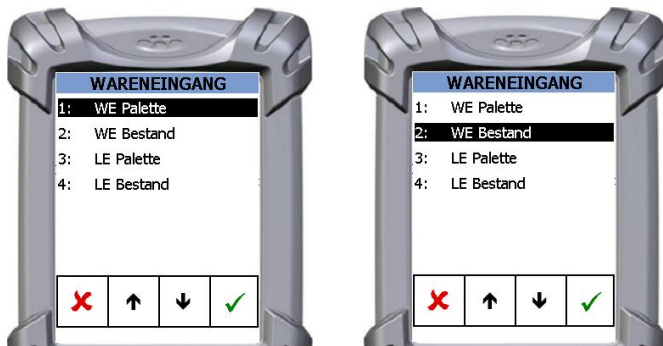 WARENEINGANG
1: WE Palette
2: WE Bestand
3: LE Palette
4: LE Bestand
WARENEINGANG
1: WE Palette
2: WE Bestand
3: LE Palette
4: LE Bestand